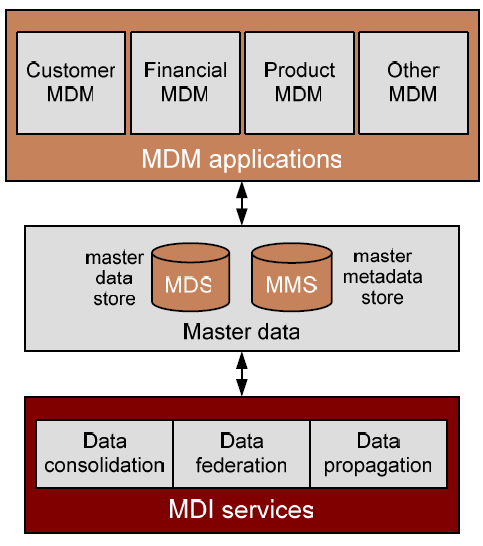 Customer
MDM
Financial
MDM
Product
MDM
Other
MDM
MDM applications
master
data
store
MDS
MMS
master
metadata
store
Master data
Data
consolidation
Data
federation
Data
propagation
MDI services